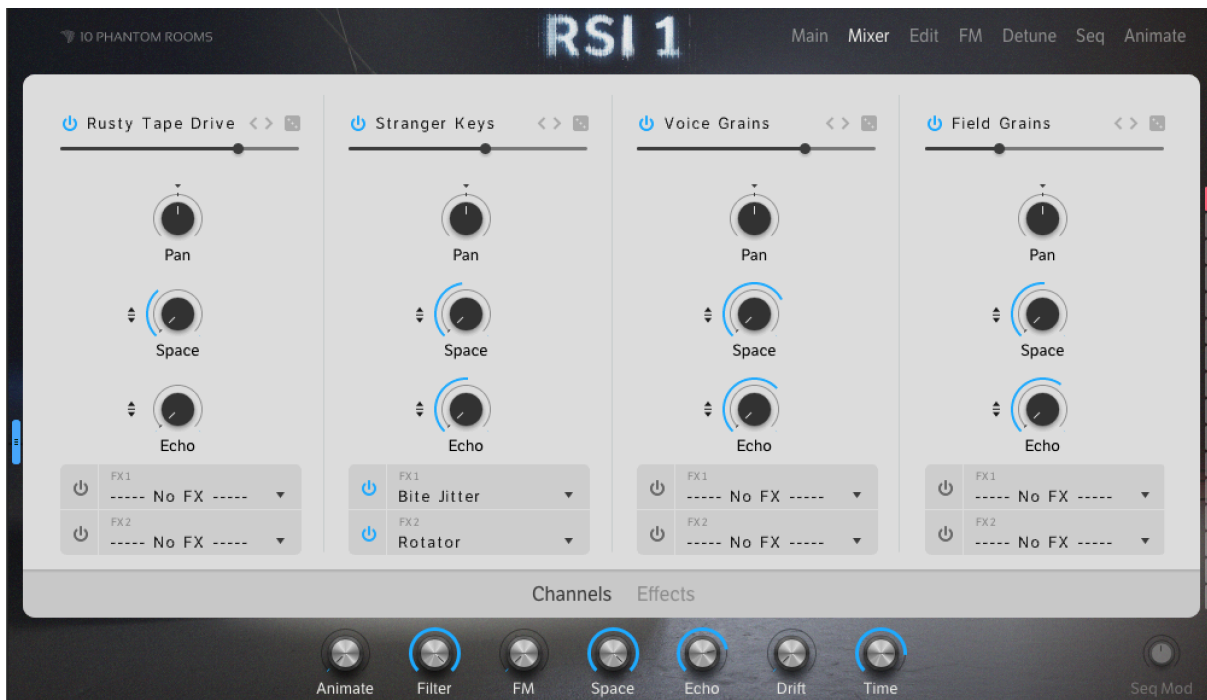 10 PHANTOM ROOMS
RSI 1
Main Mixer Edit FM Detune Seq Animate
Rusty Tape Drive < >
Stranger Keys < >
Voice Grains < >
Field Grains < >
Pan Pan Pan Pan
Space Space Space Space
Echo Echo Echo Echo
FX1 FX1 FX1 FX1
----- No FX ----- Bite Jitter ----- No FX ----- ----- No FX -----
FX2 FX2 FX2 FX2
----- No FX ----- Rotator ----- No FX ----- ----- No FX -----
Channels Effects
Animate Filter FM Space Echo Drift Time Seq Mod